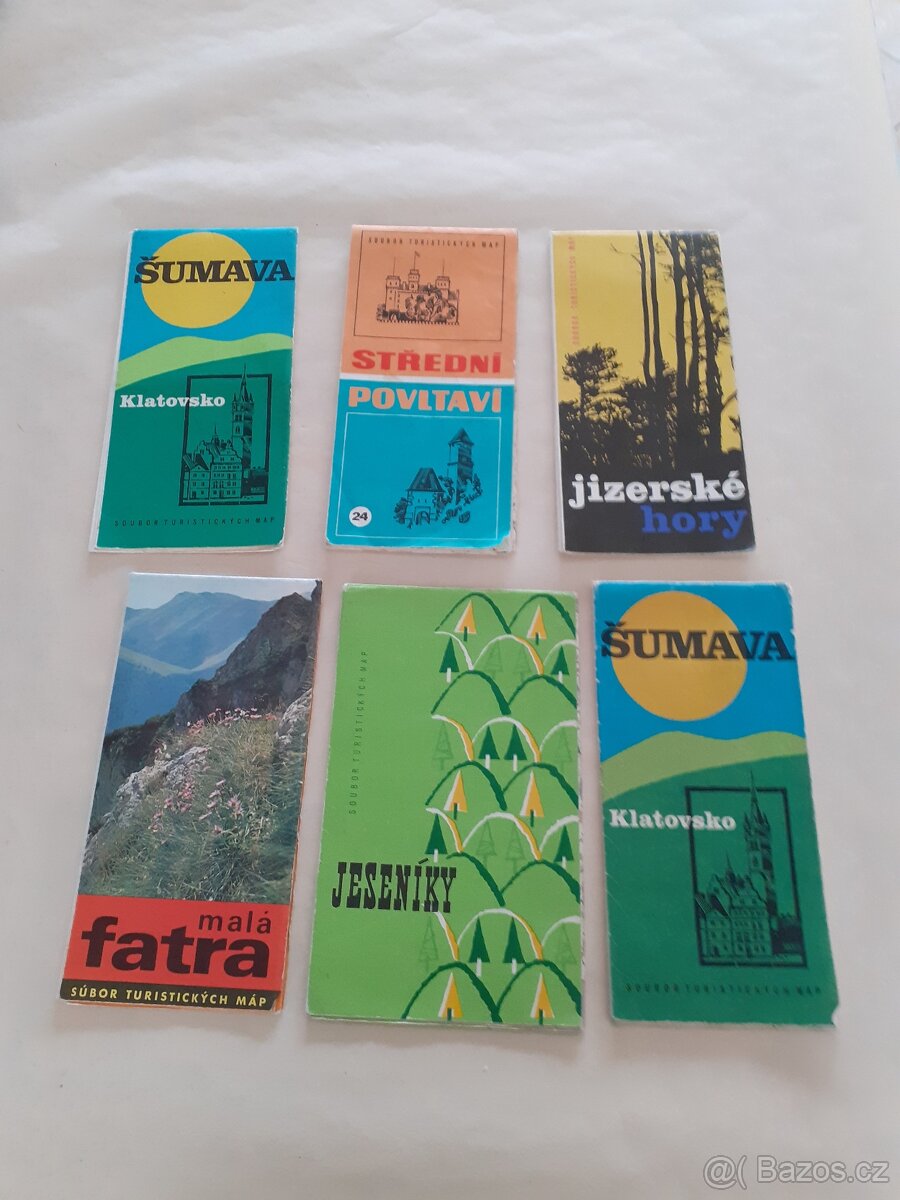 ŠUMAVA
Klatovsko
SOUBOR TURISTICKÝCH MAP
SOUBOR TURISTICKÝCH MAP
STŘEDNÍ
POVLTAVÍ
24
SOUBOR TURISTICKÝCH MAP
jizerské
hory
malá
fatra
SÚBOR TURISTICKÝCH MÁP
SOUBOR TURISTICKÝCH MAP
JESENÍKY
ŠUMAVA
Klatovsko
SOUBOR TURISTICKÝCH MAP
@( Bazos.cz